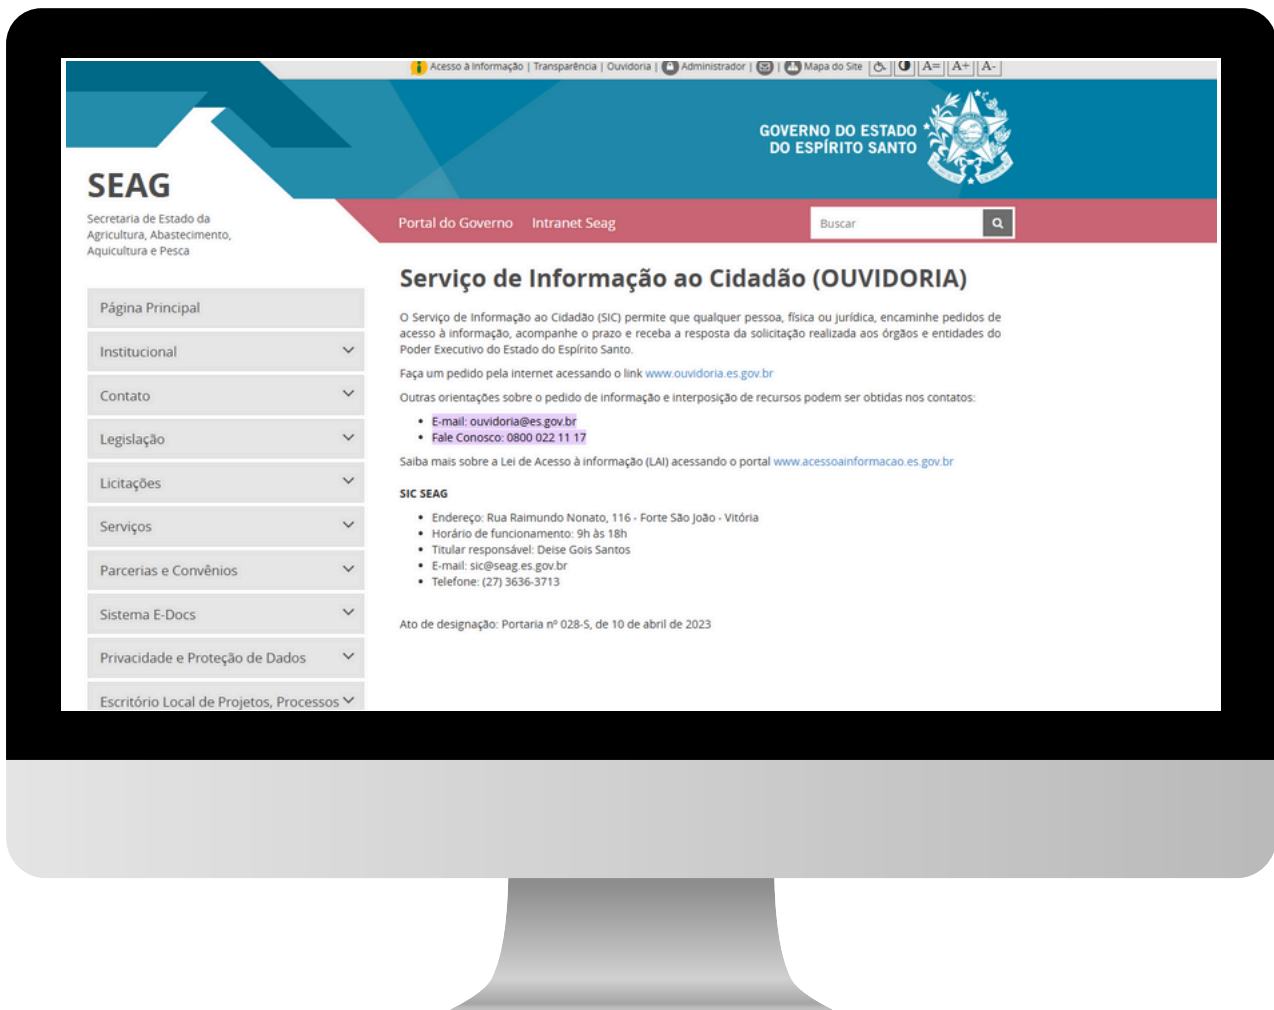 Acesso à Informação | Transparência | Ouvidoria | Administrador | | Mapa do Site A= A+ A-
GOVERNO DO ESTADO
DO ESPÍRITO SANTO
SEAG
Secretaria de Estado da
Agricultura, Abastecimento,
Aquicultura e Pesca
Portal do Governo Intranet Seag Buscar
Página Principal
Institucional
Contato
Legislação
Licitações
Serviços
Parcerias e Convênios
Sistema E-Docs
Privacidade e Proteção de Dados
Escritório Local de Projetos, Processos
Serviço de Informação ao Cidadão (OUVIDORIA)
O Serviço de Informação ao Cidadão (SIC) permite que qualquer pessoa, física ou jurídica, encaminhe pedidos de
acesso à informação, acompanhe o prazo e receba a resposta da solicitação realizada aos órgãos e entidades do
Poder Executivo do Estado do Espírito Santo.
Faça um pedido pela internet acessando o link www.ouvidoria.es.gov.br
Outras orientações sobre o pedido de informação e interposição de recursos podem ser obtidas nos contatos:
• E-mail: ouvidoria@es.gov.br
• Fale Conosco: 0800 022 11 17
Saiba mais sobre a Lei de Acesso à informação (LAI) acessando o portal www.acessoainformacao.es.gov.br
SIC SEAG
• Endereço: Rua Raimundo Nonato, 116 - Forte São João - Vitória
• Horário de funcionamento: 9h às 18h
• Titular responsável: Deise Gois Santos
• E-mail: sic@seag.es.gov.br
• Telefone: (27) 3636-3713
Ato de designação: Portaria nº 028-S, de 10 de abril de 2023